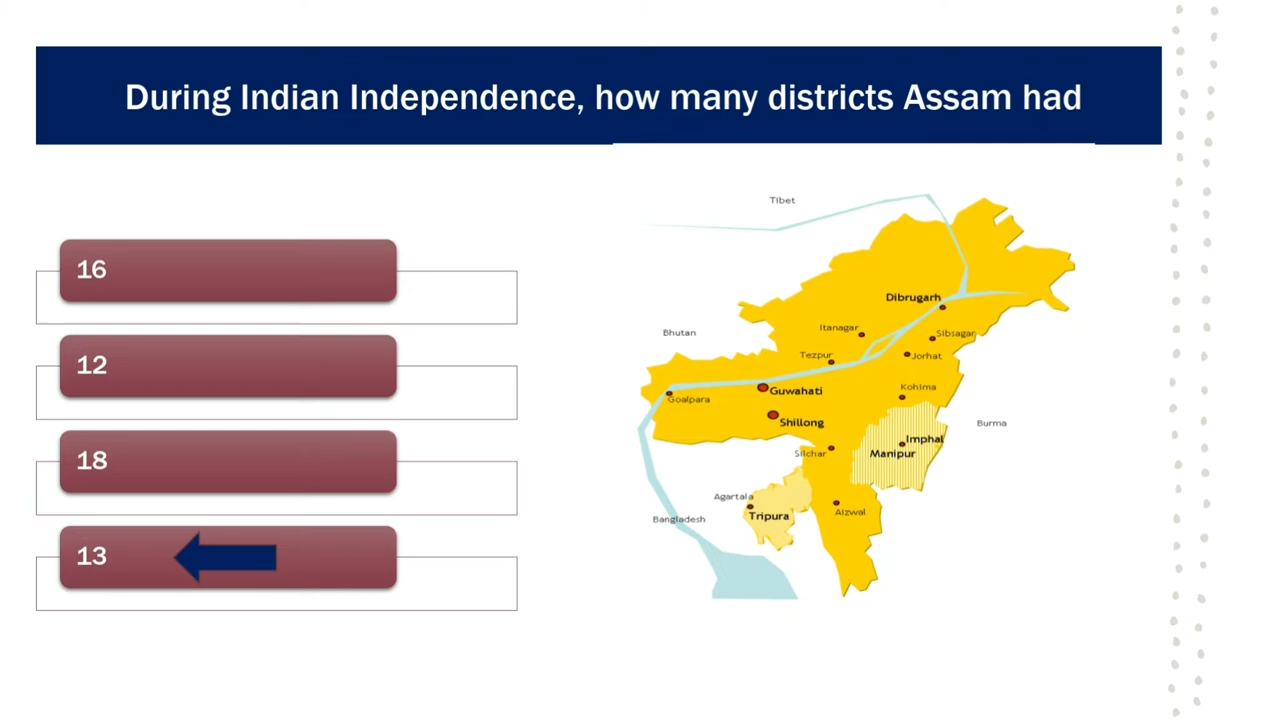 During Indian Independence, how many districts Assam had
16
12
18
13
Tibet
Dibrugarh
Itanagar
Sibsagar
Bhutan
Tezpur
Jorhat
Kohima
Guwahati
Goalpara
Shillong
Burma
Imphal
Silchar
Manipur
Agartala
Aizwal
Tripura
Bangladesh